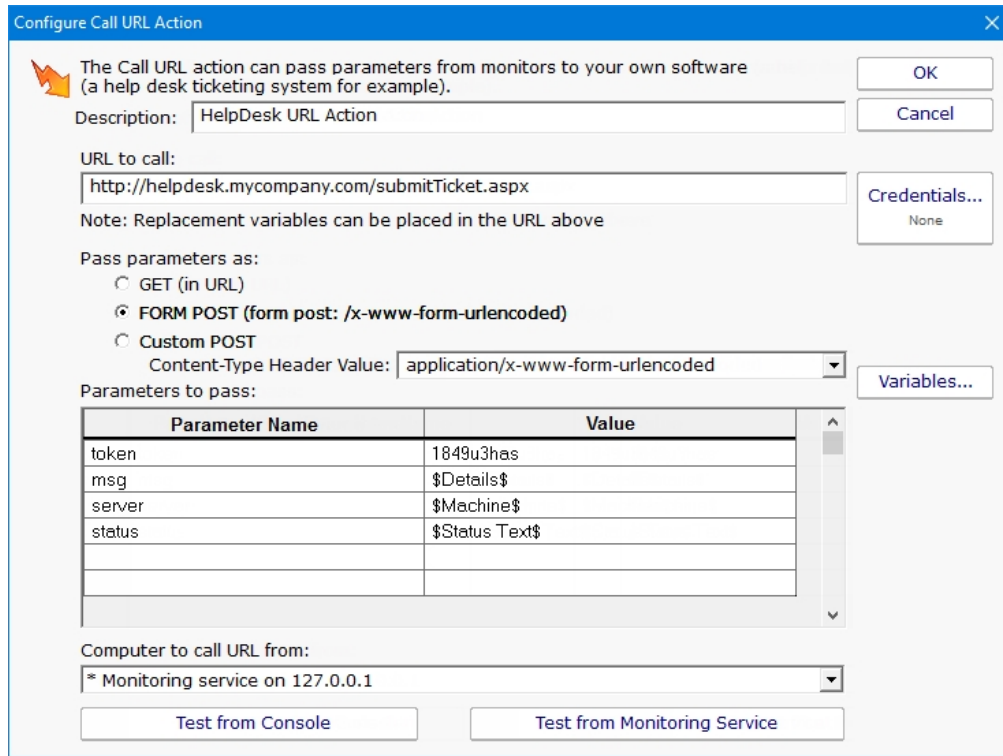 Configure Call URL Action
The Call URL action can pass parameters from monitors to your own software
(a help desk ticketing system for example).
OK
Description: HelpDesk URL Action
Cancel
URL to call:
http://helpdesk.mycompany.com/submitTicket.aspx
Credentials...
None
Note: Replacement variables can be placed in the URL above
Pass parameters as:
GET (in URL)
FORM POST (form post: /x-www-form-urlencoded)
Custom POST
Content-Type Header Value: application/x-www-form-urlencoded
Variables...
Parameters to pass:
Parameter Name Value
token 1849u3has
msg $Details$
server $Machine$
status $Status Text$
Computer to call URL from:
* Monitoring service on 127.0.0.1
Test from Console Test from Monitoring Service